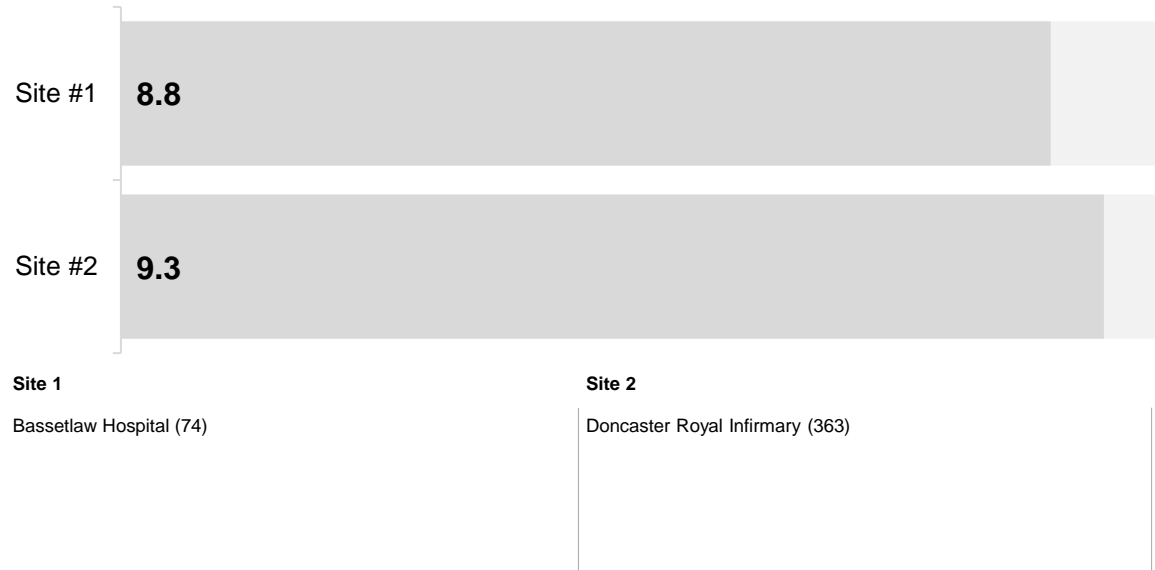 Site #1 8.8
Site #2 9.3
Site 1 Site 2
Bassetlaw Hospital (74) Doncaster Royal Infirmary (363)